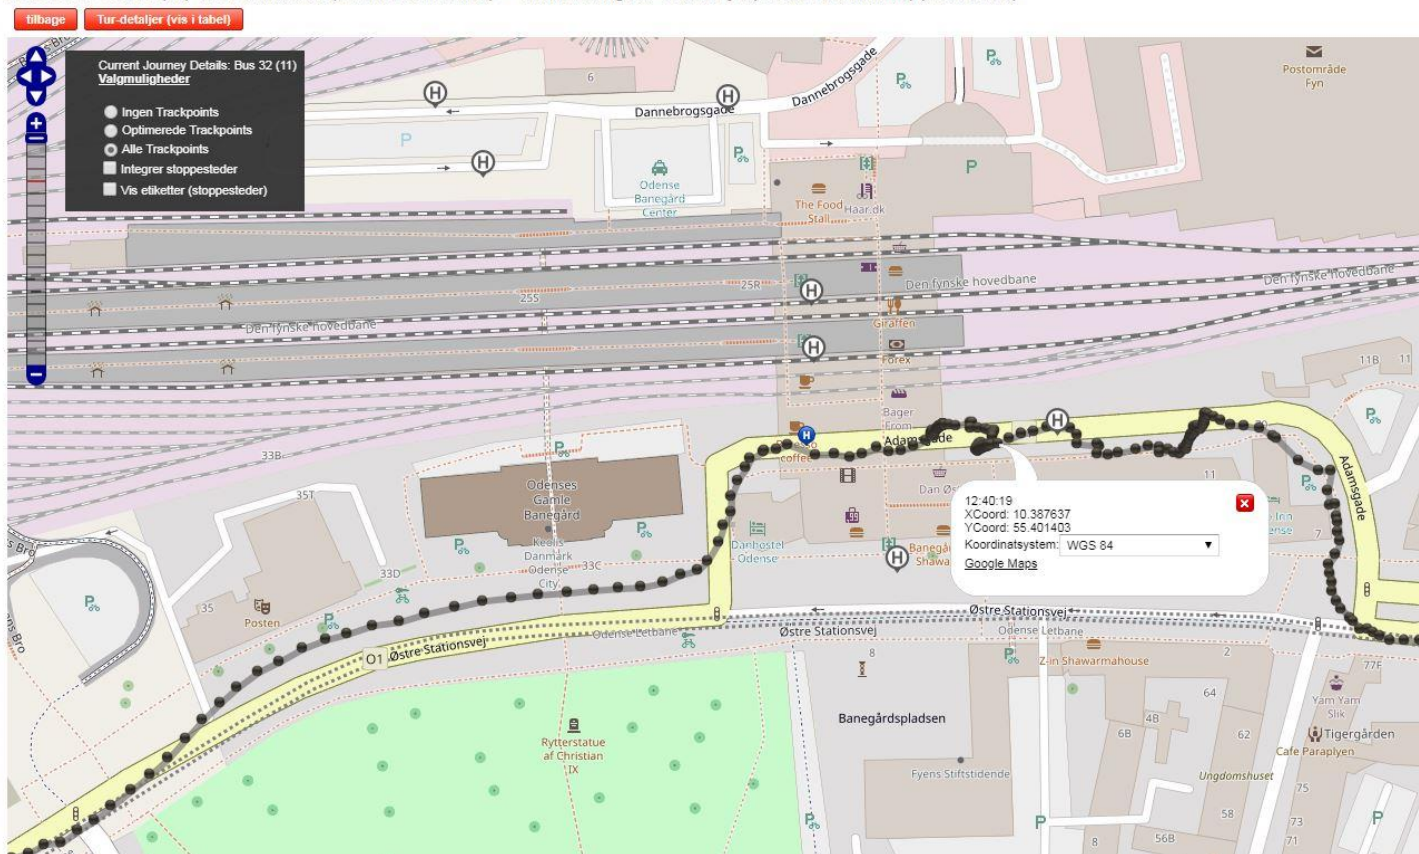 tilbage
Tur-detaljer (vis i tabel)
Current Journey Details: Bus 32 (11)
Valgmuligheder
Ingen Trackpoints
Optimerede Trackpoints
Alle Trackpoints
Integrer stoppesteder
Vis etiketter (stoppesteder)
6
Dannebrogsgade
Dannebrogsgade
Postområde
Fyn
Odense
Banegård
Center
The Food
Stall
Haar.dk
25S
25R
Den fynske hovedbane
Den fynske hovedbane
Den fynske hovedbane
Giraffen
Forex
11B
11
Bager
From
Adamsgade
coffee
33B
35T
Odenses
Gamle
Banegård
Keolis
Danmark
Odense
City
Dan Øs
11
Adamsgade
12:40:19
XCoord: 10.387637
YCoord: 55.401403
Koordinatsystem: WGS 84
Google Maps
7
Danhostel
Odense
33D
33C
35
Posten
Østre Stationsvej
Odense Letbane
Østre Stationsvej
Østre Stationsvej
Odense Letbane
O1
8
Z-in Shawarmahouse
2
77F
Yam Yam
Slik
Banegårdspladsen
64
4B
6B
62
Tigergården
Cafe Paraplyen
Rytterstatue
af Christian
IX
Fyens Stiftstidende
Ungdomshuset
75
58
73
71
8
56B